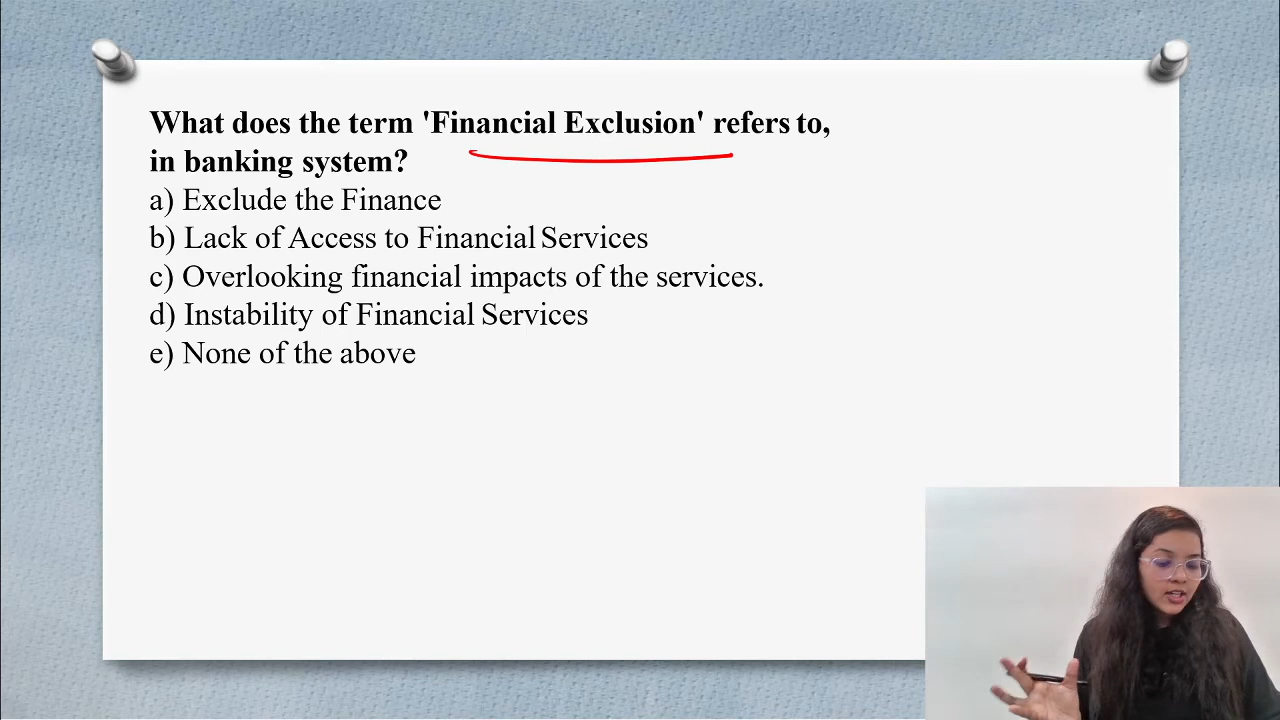 What does the term 'Financial Exclusion' refers to,
in banking system?
a) Exclude the Finance
b) Lack of Access to Financial Services
c) Overlooking financial impacts of the services.
d) Instability of Financial Services
e) None of the above